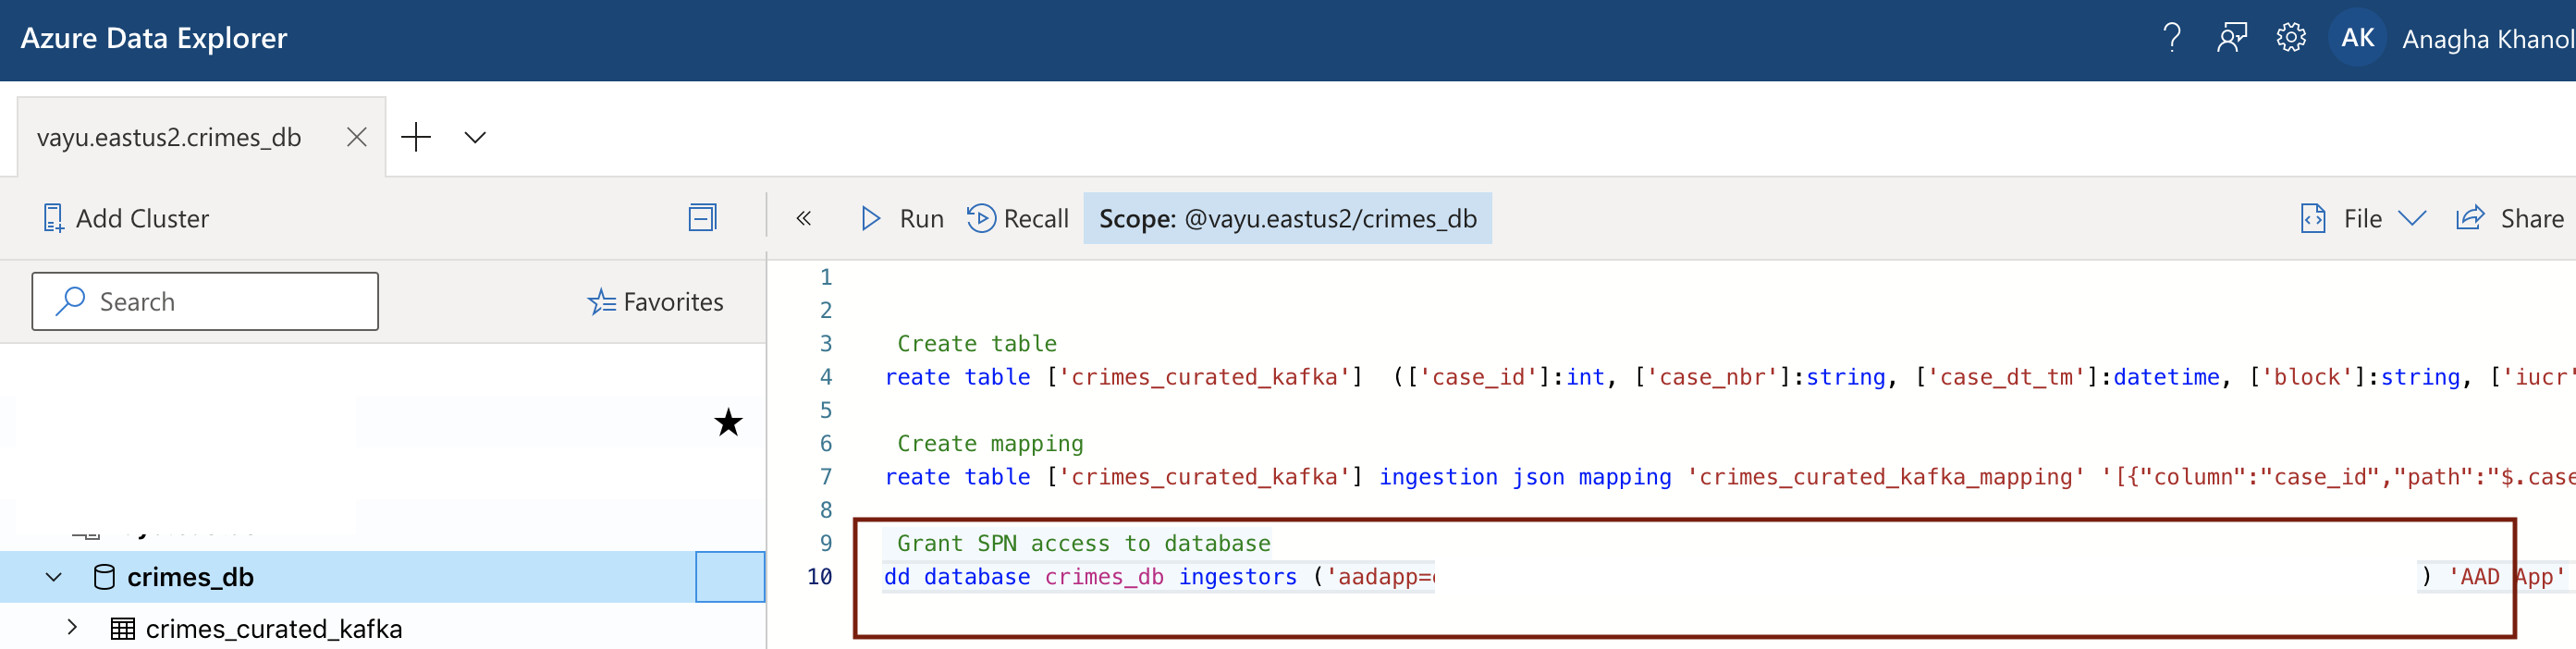 Azure Data Explorer
? AK Anagha Khanol
vayu.eastus2.crimes_db
Add Cluster
Run Recall Scope: @vayu.eastus2/crimes_db File Share
Search Favorites
1
2
3 Create table
4 reate table ['crimes_curated_kafka'] (['case_id']:int, ['case_nbr']:string, ['case_dt_tm']:datetime, ['block']:string, ['iucr'
5
6 Create mapping
7 reate table ['crimes_curated_kafka'] ingestion json mapping 'crimes_curated_kafka_mapping' '[{"column":"case_id","path":"$.case
8
9 Grant SPN access to database
10 dd database crimes_db ingestors ('aadapp= ) 'AAD App'
crimes_db
crimes_curated_kafka